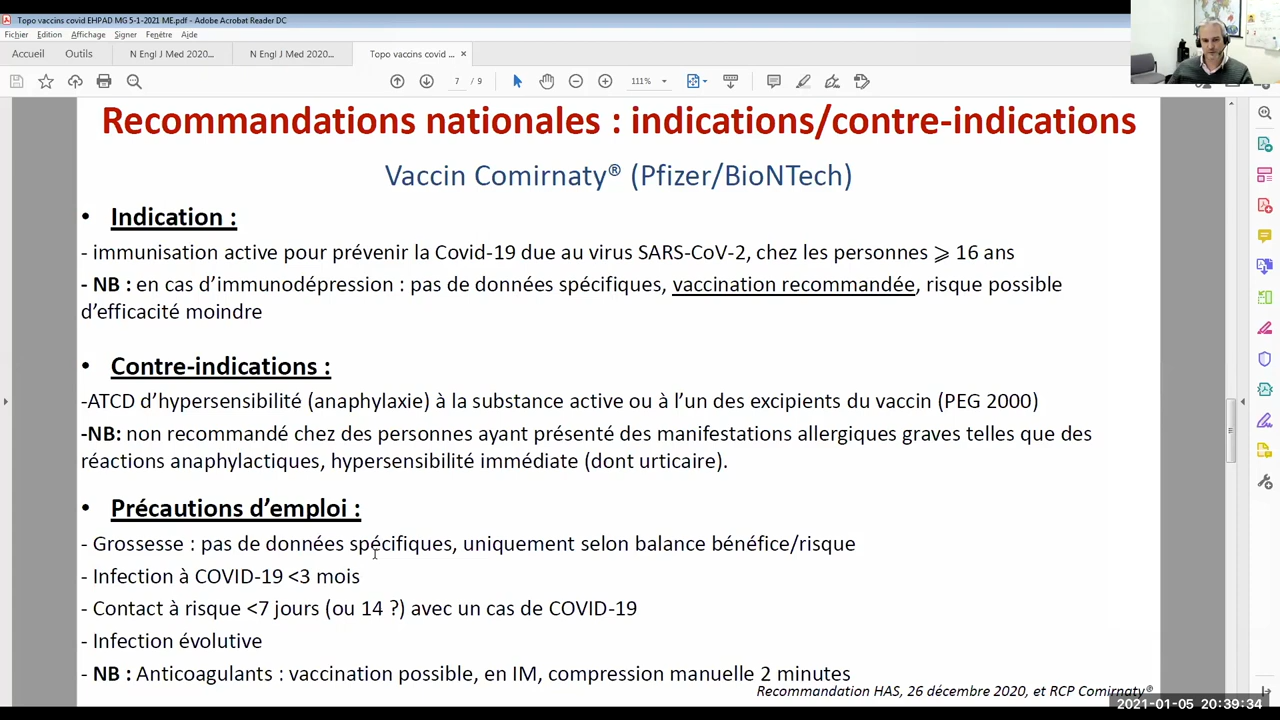 Topo vaccins covid EHPAD MG 5-1-2021 ME.pdf - Adobe Acrobat Reader DC
Fichier Edition Affichage Signer Fenêtre Aide
Accueil Outils N Engl J Med 2020... N Engl J Med 2020... Topo vaccins covid ... ×
7 / 9 111%
Recommandations nationales : indications/contre-indications
Vaccin Comirnaty® (Pfizer/BioNTech)
• Indication :
- immunisation active pour prévenir la Covid-19 due au virus SARS-CoV-2, chez les personnes ⩾ 16 ans
- NB : en cas d’immunodépression : pas de données spécifiques, vaccination recommandée, risque possible
d’efficacité moindre
• Contre-indications :
-ATCD d’hypersensibilité (anaphylaxie) à la substance active ou à l’un des excipients du vaccin (PEG 2000)
-NB: non recommandé chez des personnes ayant présenté des manifestations allergiques graves telles que des
réactions anaphylactiques, hypersensibilité immédiate (dont urticaire).
• Précautions d’emploi :
- Grossesse : pas de données spécifiques, uniquement selon balance bénéfice/risque
- Infection à COVID-19 <3 mois
- Contact à risque <7 jours (ou 14 ?) avec un cas de COVID-19
- Infection évolutive
- NB : Anticoagulants : vaccination possible, en IM, compression manuelle 2 minutes
Recommandation HAS, 26 décembre 2020, et RCP Comirnaty®
2021-01-05 20:39:34